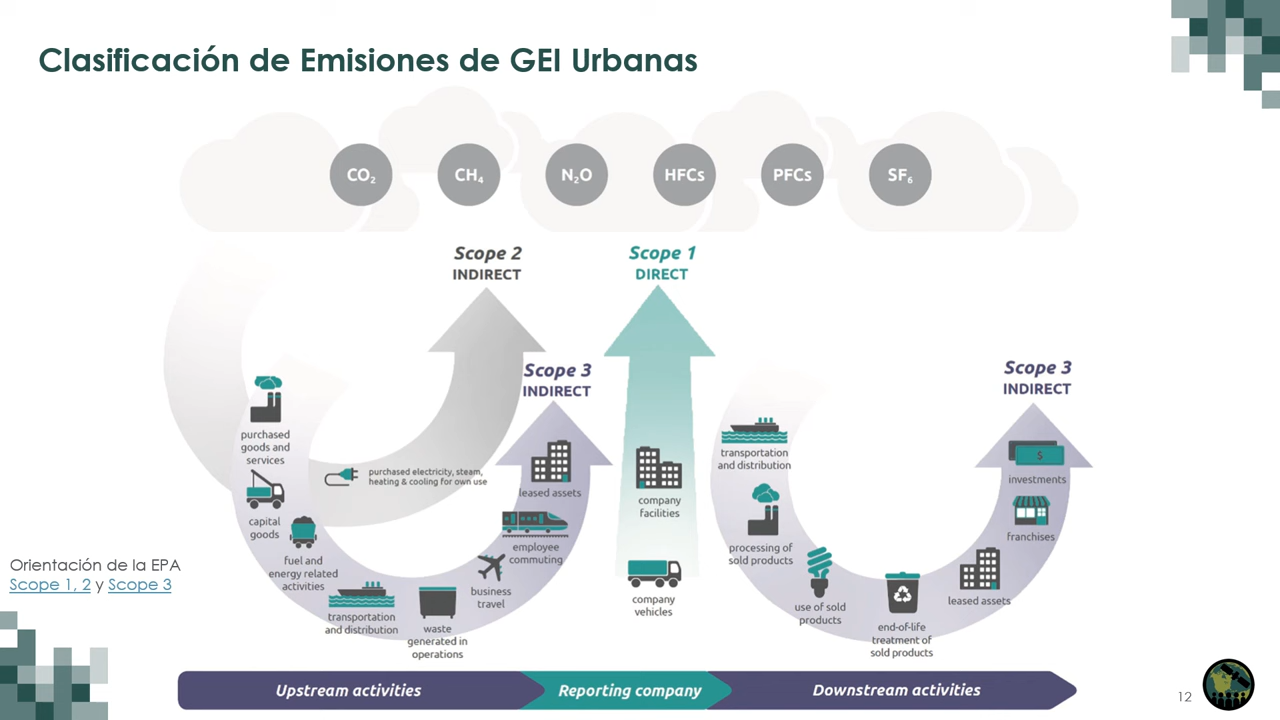 Clasificación de Emisiones de GEI Urbanas
CO₂
CH₄
N₂O
HFCs
PFCs
SF₆
Scope 2
INDIRECT
Scope 1
DIRECT
Scope 3
INDIRECT
Scope 3
INDIRECT
purchased
goods and
services
capital
goods
fuel and
energy related
activities
transportation
and distribution
waste
generated in
operations
business
travel
employee
commuting
leased assets
purchased electricity, steam,
heating & cooling for own use
company
facilities
company
vehicles
transportation
and distribution
processing of
sold products
use of sold
products
end-of-life
treatment of
sold products
leased assets
franchises
investments
$
Orientación de la EPA
Scope 1, 2 y Scope 3
Upstream activities
Reporting company
Downstream activities
12